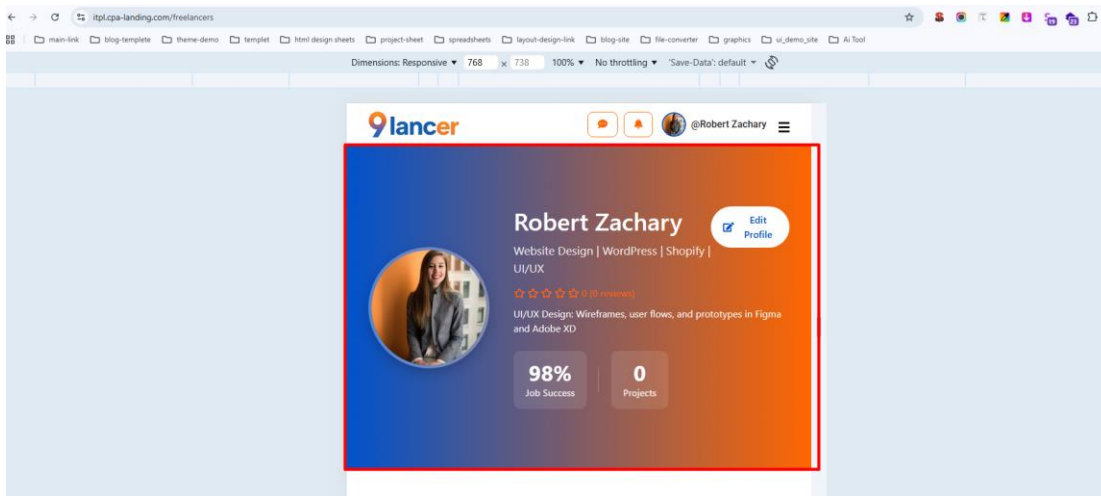 itpl.cpa-landing.com/freelancers
main-link blog-templete theme-demo templet html design sheets project-sheet spreadsheets layout-design-link blog-site file-converter graphics ui_demo_site Ai Tool
Dimensions: Responsive 768 x 738 100% No throttling 'Save-Data': default
9lancer @Robert Zachary
Robert Zachary
Edit
Profile
Website Design | WordPress | Shopify |
UI/UX
0 (0 reviews)
UI/UX Design: Wireframes, user flows, and prototypes in Figma
and Adobe XD
98% 0
Job Success Projects